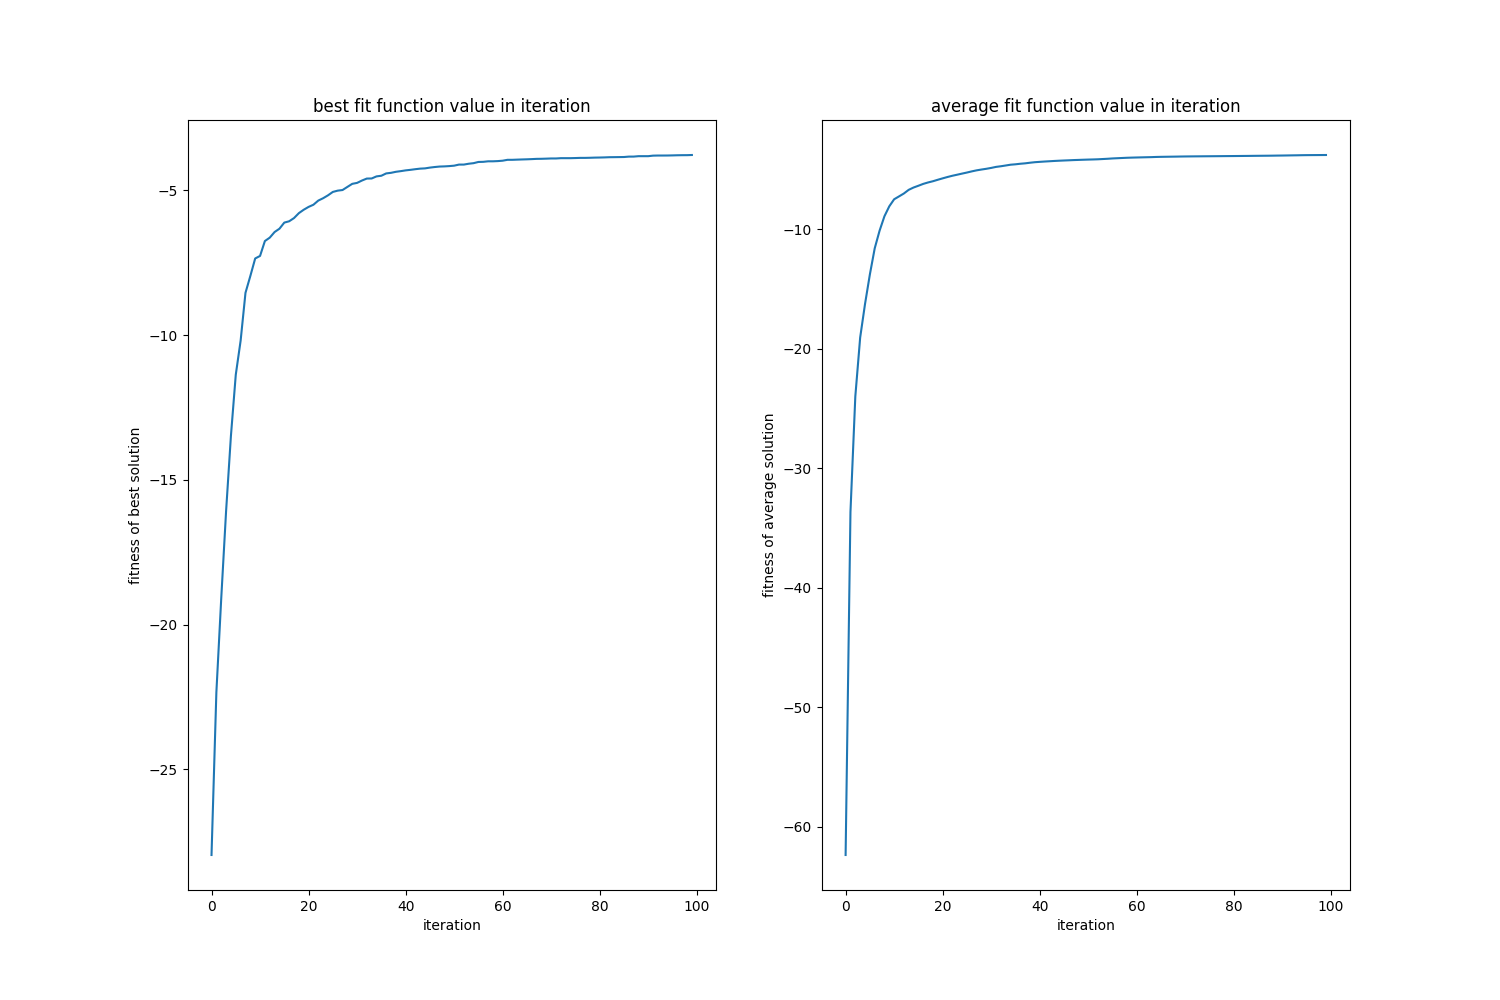 best fit function value in iteration
−5
−10
−15
−20
−25
fitness of best solution
0 20 40 60 80 100
iteration
average fit function value in iteration
−10
−20
−30
−40
−50
−60
fitness of average solution
0 20 40 60 80 100
iteration